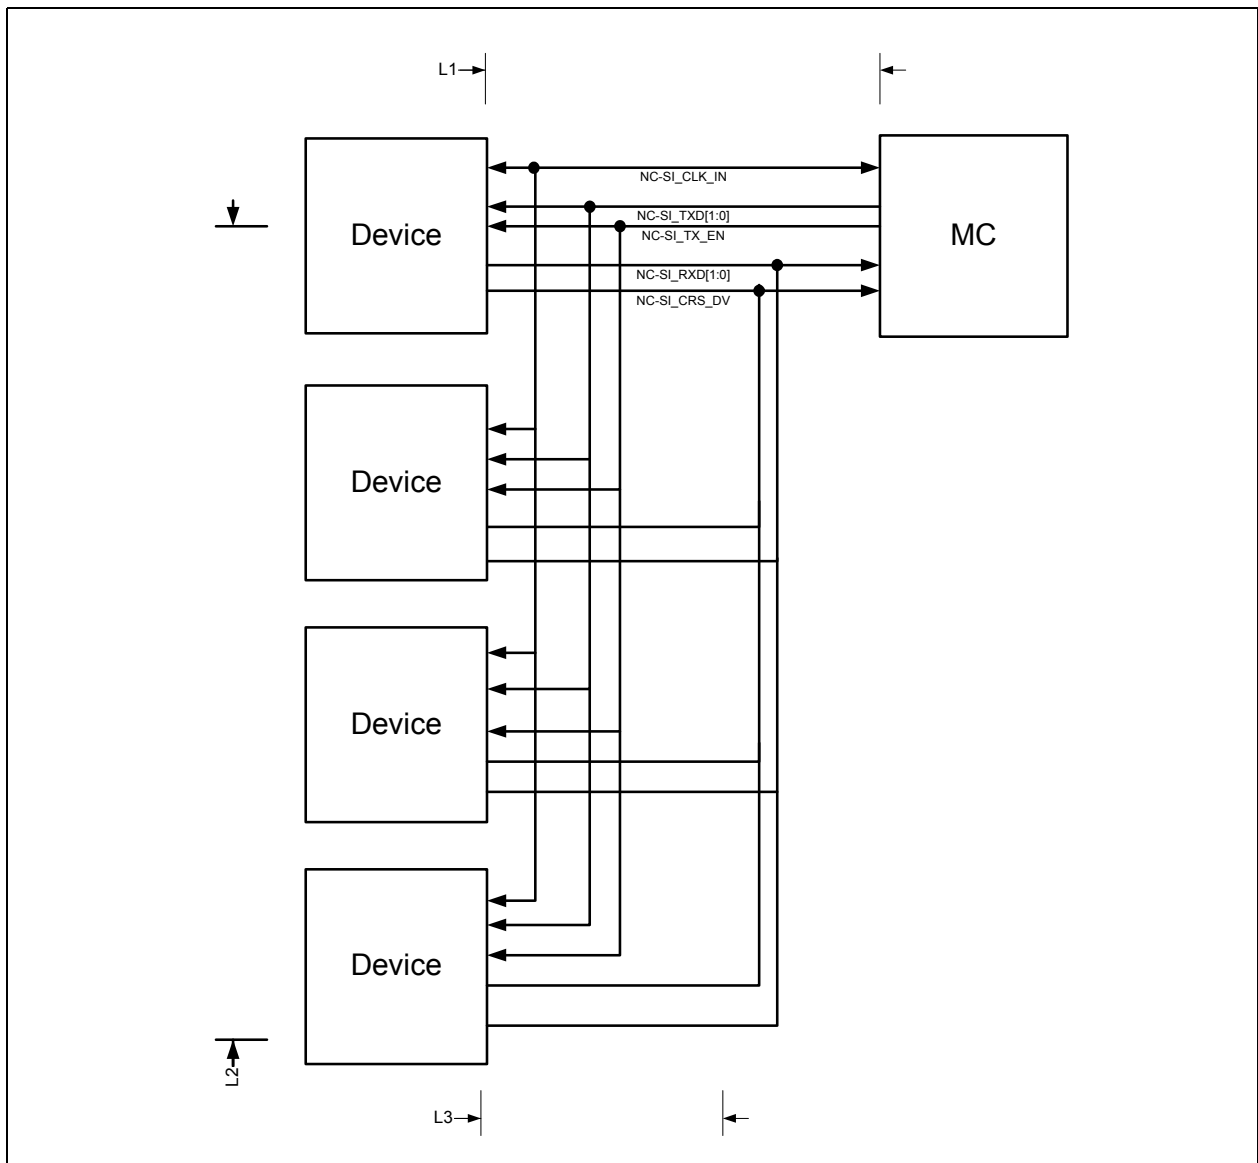 L1
NC-SI_CLK_IN
NC-SI_TXD[1:0]
Device
MC
NC-SI_TX_EN
NC-SI_RXD[1:0]
NC-SI_CRS_DV
Device
Device
Device
L2
L3